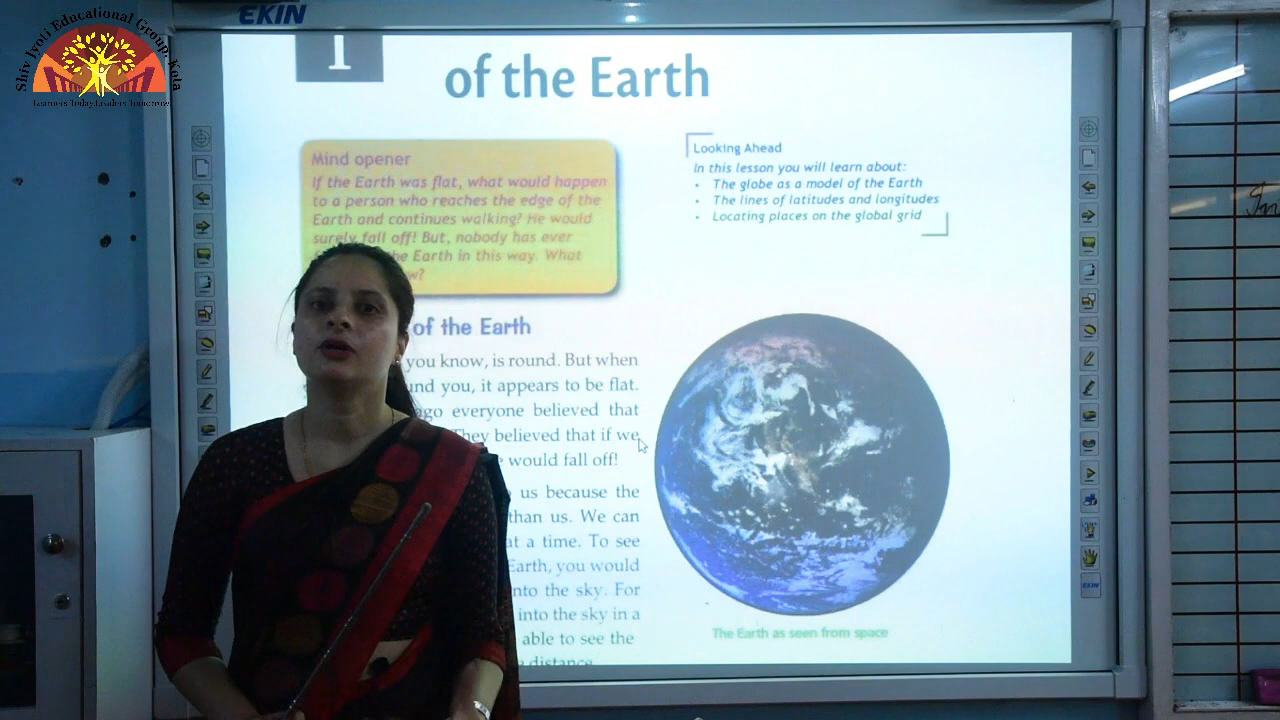 Shiv Jyoti Educational Group, Kota
Learners Today, Leaders Tomorrow
EKIN
1
of the Earth
Mind opener
If the Earth was flat, what would happen
to a person who reaches the edge of the
Earth and continues walking? He would
surely fall off! But, nobody has ever
the Earth in this way. What
Looking Ahead
In this lesson you will learn about:
• The globe as a model of the Earth
• The lines of latitudes and longitudes
• Locating places on the global grid
of the Earth
you know, is round. But when
und you, it appears to be flat.
ago everyone believed that
They believed that if we
would fall off!
us because the
than us. We can
at a time. To see
Earth, you would
nto the sky. For
into the sky in a
able to see the
distance
The Earth as seen from space
EKIN